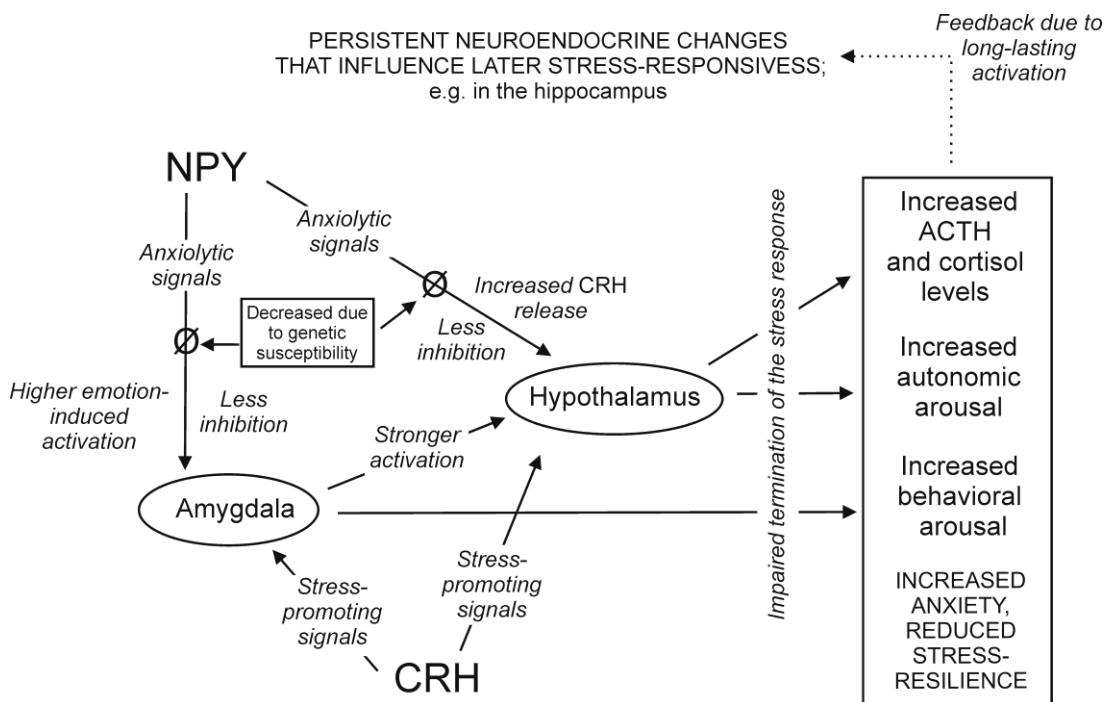 PERSISTENT NEUROENDOCRINE CHANGES
THAT INFLUENCE LATER STRESS-RESPONSIVESS;
e.g. in the hippocampus
Feedback due to
long-lasting
activation
NPY
Anxiolytic
signals
Anxiolytic
signals
Ø
Ø
Decreased due
to genetic
susceptibility
Increased CRH
release
Less
inhibition
Higher emotion-
induced
activation
Less
inhibition
Hypothalamus
Stronger
activation
Amygdala
Stress-
promoting
signals
Stress-
promoting
signals
CRH
Impaired termination of the stress response
Increased
ACTH
and cortisol
levels
Increased
autonomic
arousal
Increased
behavioral
arousal
INCREASED
ANXIETY,
REDUCED
STRESS-
RESILIENCE